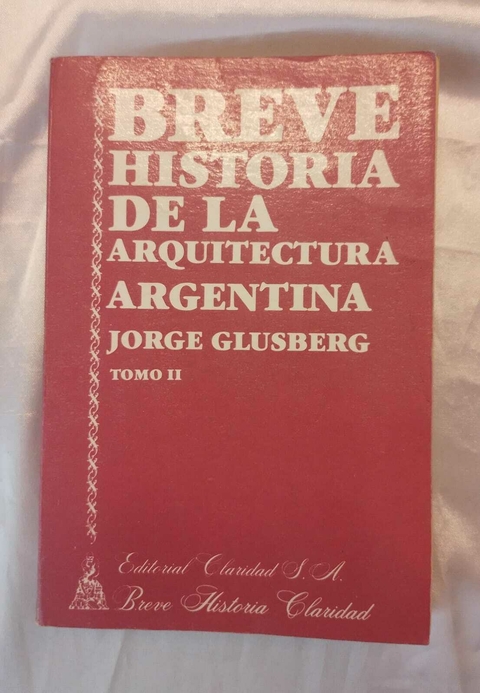 BREVE
HISTORIA
DE LA
ARQUITECTURA
ARGENTINA
JORGE GLUSBERG
TOMO II
Editorial Claridad S. A.
Breve Historia Claridad